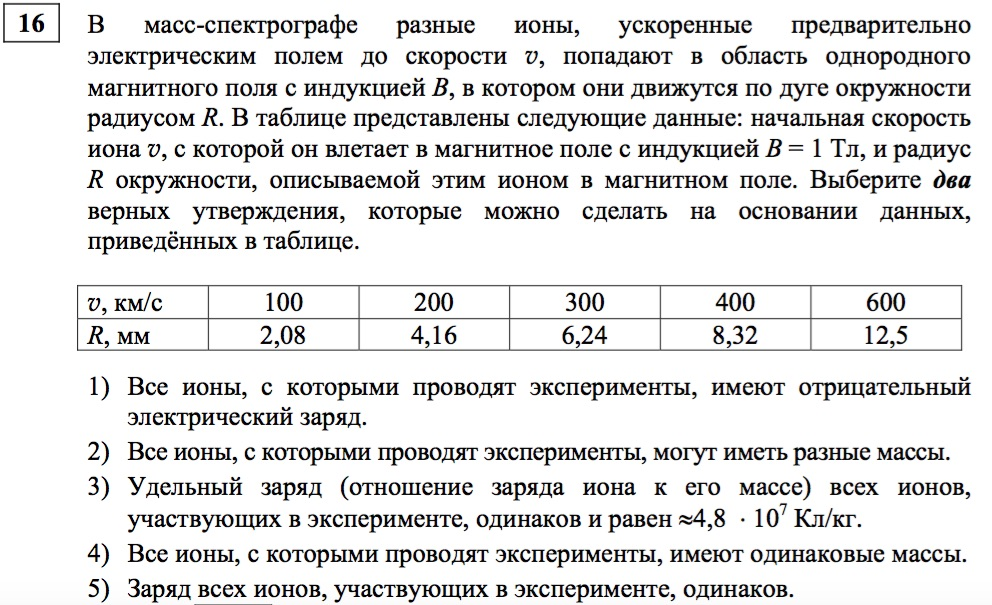 16
В масс-спектрографе разные ионы, ускоренные предварительно
электрическим полем до скорости v, попадают в область однородного
магнитного поля с индукцией B, в котором они движутся по дуге окружности
радиусом R. В таблице представлены следующие данные: начальная скорость
иона v, с которой он влетает в магнитное поле с индукцией B = 1 Тл, и радиус
R окружности, описываемой этим ионом в магнитном поле. Выберите два
верных утверждения, которые можно сделать на основании данных,
приведённых в таблице.
v, км/с 100 200 300 400 600
R, мм 2,08 4,16 6,24 8,32 12,5
1) Все ионы, с которыми проводят эксперименты, имеют отрицательный
электрический заряд.
2) Все ионы, с которыми проводят эксперименты, могут иметь разные массы.
3) Удельный заряд (отношение заряда иона к его массе) всех ионов,
участвующих в эксперименте, одинаков и равен ≈4,8 · 10⁷ Кл/кг.
4) Все ионы, с которыми проводят эксперименты, имеют одинаковые массы.
5) Заряд всех ионов, участвующих в эксперименте, одинаков.